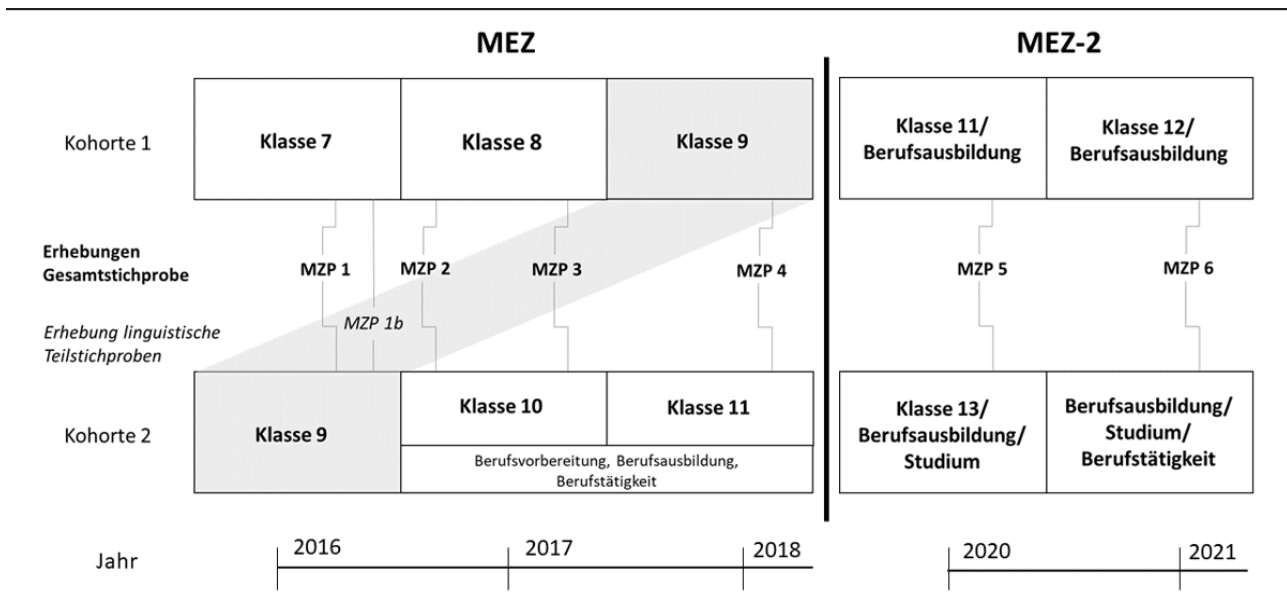 MEZ
MEZ-2
Kohorte 1
Klasse 7
Klasse 8
Klasse 9
Klasse 11/
Berufsausbildung
Klasse 12/
Berufsausbildung
Erhebungen
Gesamtstichprobe
MZP 1
MZP 2
MZP 3
MZP 4
MZP 5
MZP 6
Erhebung linguistische
Teilstichproben
MZP 1b
Kohorte 2
Klasse 9
Klasse 10
Klasse 11
Berufsvorbereitung, Berufsausbildung,
Berufstätigkeit
Klasse 13/
Berufsausbildung/
Studium
Berufsausbildung/
Studium/
Berufstätigkeit
Jahr
2016
2017
2018
2020
2021